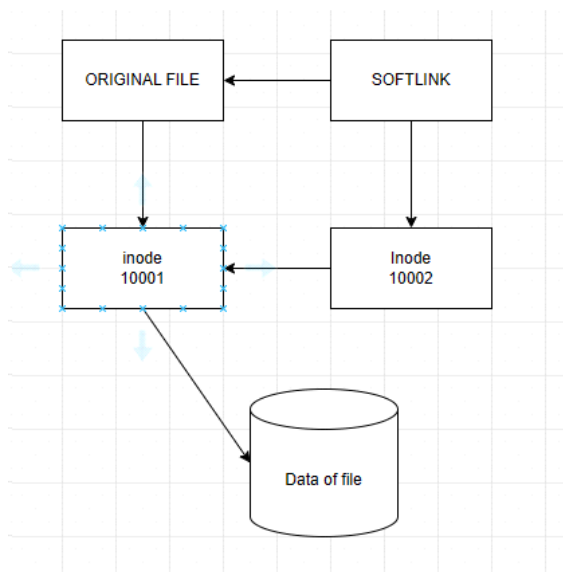 ORIGINAL FILE
SOFTLINK
inode
10001
Inode
10002
Data of file